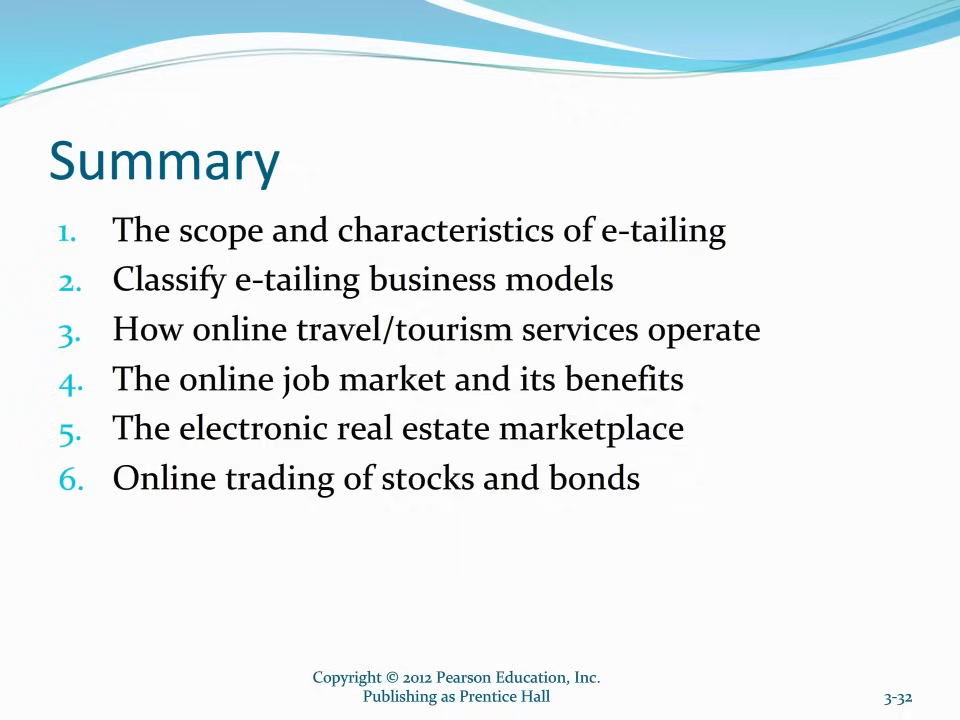 Summary
1. The scope and characteristics of e-tailing
2. Classify e-tailing business models
3. How online travel/tourism services operate
4. The online job market and its benefits
5. The electronic real estate marketplace
6. Online trading of stocks and bonds
Copyright © 2012 Pearson Education, Inc.
Publishing as Prentice Hall
3-32